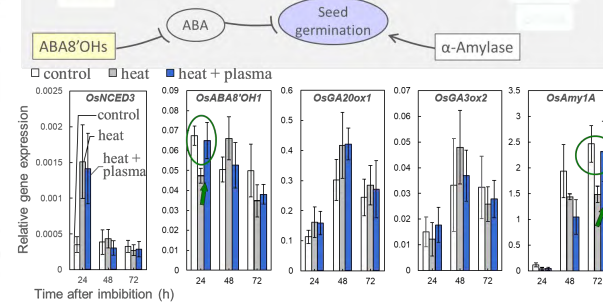 Seed
germination
ABA
ABA8'OHs
α-Amylase
control heat heat + plasma
Relative gene expression
OsNCED3
0.0025
0.002
0.0015
0.001
0.0005
0
control
heat
heat +
plasma
24 48 72
OsABA8'OH1
0.09
0.08
0.07
0.06
0.05
0.04
0.03
0.02
0.01
0
24 48 72
OsGA20ox1
0.6
0.5
0.4
0.3
0.2
0.1
0
24 48 72
OsGA3ox2
0.07
0.06
0.05
0.04
0.03
0.02
0.01
0
24 48 72
OsAmy1A
3.5
3
2.5
2
1.5
1
0.5
0
24 48 72
Time after imbibition (h)